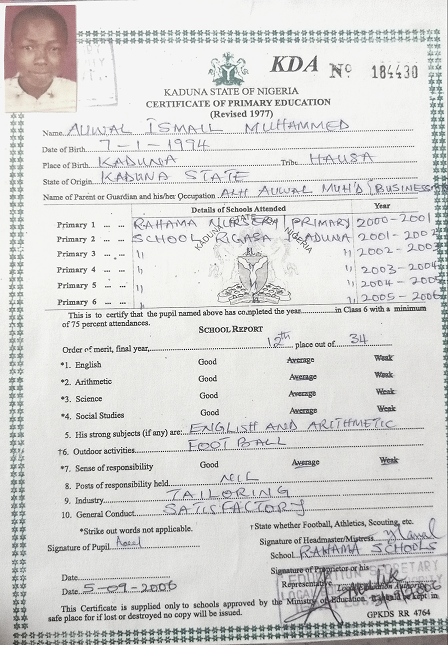 KDA No 184430
KADUNA STATE OF NIGERIA
CERTIFICATE OF PRIMARY EDUCATION
(Revised 1977)
Name AUWAL ISMAIL MUHAMMED
Date of Birth 7-1-1994
Place of Birth KADUNA Tribe HAUSA
State of Origin KADUNA STATE
Name of Parent or Guardian and his/her Occupation ALH AUWAL MUH'D (BUSINESS
Details of Schools Attended Year
Primary 1 ... ... RAHAMA NURSERY | PRIMARY 2000-2001
Primary 2 ... ... SCHOOL RIGASA KADUNA 2001-2002
Primary 3 ... ... " " 2002-2003
Primary 4 ... ... " " 2003-2004
Primary 5 ... ... " " 2004-2005
Primary 6 ... ... " " 2005-2006
KADUNA STATE NIGERIA
This is to certify that the pupil named above has completed the year in Class 6 with a minimum
of 75 percent attendances.
SCHOOL REPORT
Order of merit, final year, 12th place out of 34
*1. English Good Average Weak
*2. Arithmetic Good Average Weak
*3. Science Good Average Weak
*4. Social Studies Good Average Weak
5. His strong subjects (if any) are: ENGLISH AND ARITHMETIC
†6. Outdoor activities FOOT BALL
*7. Sense of responsibility Good Average Weak
8. Posts of responsibility held NIL
9. Industry TAILORING
10. General Conduct SATISFACTORY
*Strike out words not applicable. †State whether Football, Athletics, Scouting, etc.
Signature of Pupil Signature of Headmaster/Mistress
School RAHAMA SCHOOLS
Signature of Proprietor or his
Date Representative
Date 5-09-2006
This Certificate is supplied only to schools approved by the Ministry of Education. It should be kept in
safe place for if lost or destroyed no copy will be issued. GPKDS RR 4764